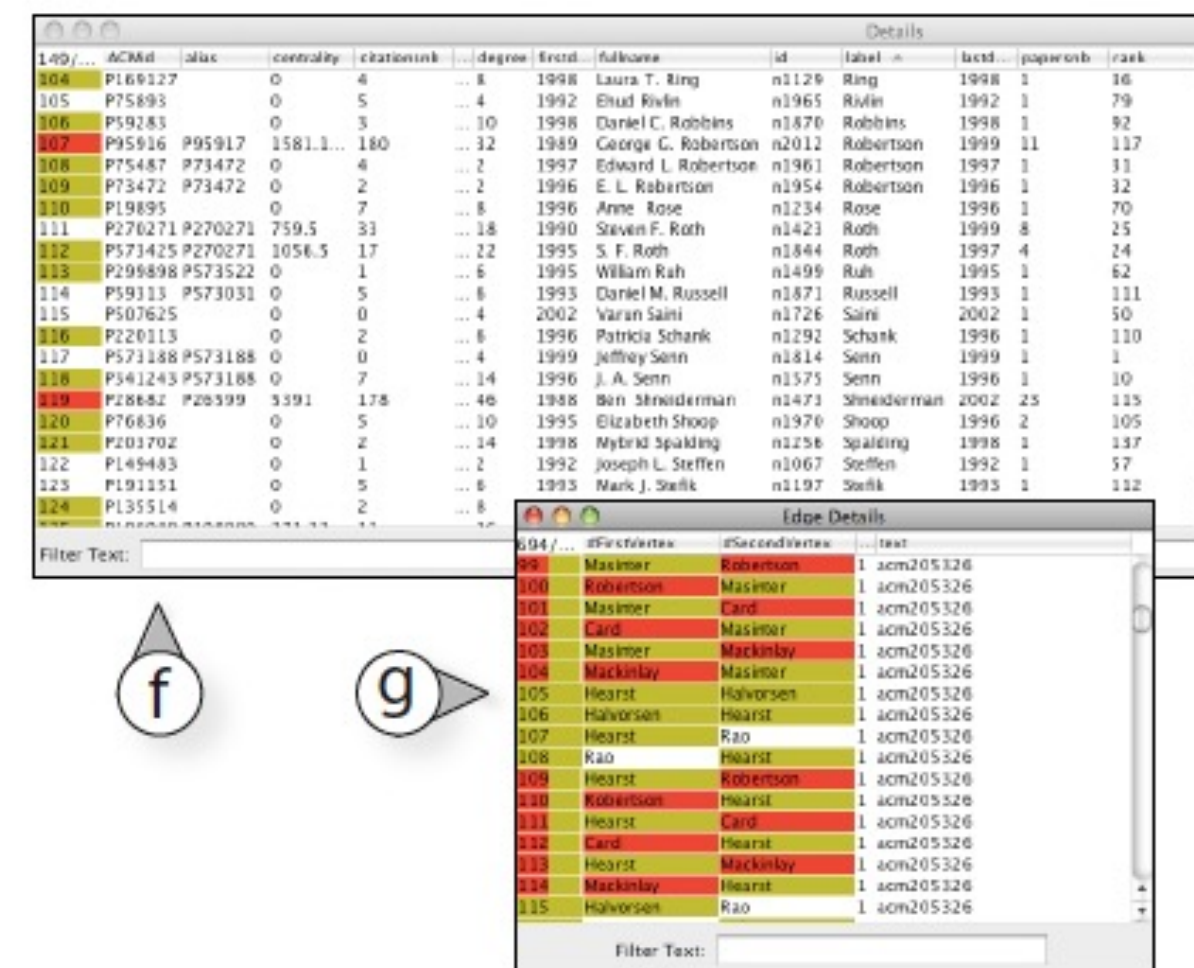 Details
149/... ACMid alias centrality citationsnb ... degree firstd... fullname id label lastd... papersnb rank
104 P169127 0 4 ... 8 1998 Laura T. Ring n1129 Ring 1998 1 16
105 P75893 0 5 ... 4 1992 Ehud Rivlin n1965 Rivlin 1992 1 79
106 P59283 0 3 ... 10 1998 Daniel C. Robbins n1870 Robbins 1998 1 92
107 P95916 P95917 1581.1... 180 ... 32 1989 George G. Robertson n2012 Robertson 1999 11 117
108 P75487 P73472 0 4 ... 2 1997 Edward L. Robertson n1961 Robertson 1997 1 31
109 P73472 P73472 0 2 ... 2 1996 E. L. Robertson n1954 Robertson 1996 1 32
110 P19895 0 7 ... 8 1996 Anne Rose n1234 Rose 1996 1 70
111 P270271 P270271 759.5 33 ... 18 1990 Steven F. Roth n1423 Roth 1999 8 25
112 P573425 P270271 1056.5 17 ... 22 1995 S. F. Roth n1844 Roth 1997 4 24
113 P299898 P573522 0 1 ... 6 1995 William Ruh n1499 Ruh 1995 1 62
114 P59113 P573031 0 5 ... 6 1993 Daniel M. Russell n1871 Russell 1993 1 111
115 P507625 0 0 ... 4 2002 Varun Saini n1726 Saini 2002 1 50
116 P220113 0 2 ... 6 1996 Patricia Schank n1292 Schank 1996 1 110
117 P573188 P573188 0 0 ... 4 1999 Jeffrey Senn n1814 Senn 1999 1 1
118 P341243 P573188 0 7 ... 14 1996 J. A. Senn n1575 Senn 1996 1 10
119 P28682 P26599 5391 178 ... 46 1988 Ben Shneiderman n1473 Shneiderman 2002 23 115
120 P76836 0 5 ... 10 1995 Elizabeth Shoop n1970 Shoop 1996 2 105
121 P203702 0 2 ... 14 1998 Mybrid Spalding n1256 Spalding 1998 1 137
122 P149483 0 1 ... 2 1992 Joseph L. Steffen n1067 Steffen 1992 1 57
123 P191151 0 5 ... 6 1993 Mark J. Stefik n1197 Stefik 1993 1 112
124 P135514 0 2 ... 8
Filter Text:
f
g
Edge Details
694/... #FirstVertex #SecondVertex ... text
99 Masinter Robertson 1 acm205326
100 Robertson Masinter 1 acm205326
101 Masinter Card 1 acm205326
102 Card Masinter 1 acm205326
103 Masinter Mackinlay 1 acm205326
104 Mackinlay Masinter 1 acm205326
105 Hearst Halvorsen 1 acm205326
106 Halvorsen Hearst 1 acm205326
107 Hearst Rao 1 acm205326
108 Rao Hearst 1 acm205326
109 Hearst Robertson 1 acm205326
110 Robertson Hearst 1 acm205326
111 Hearst Card 1 acm205326
112 Card Hearst 1 acm205326
113 Hearst Mackinlay 1 acm205326
114 Mackinlay Hearst 1 acm205326
115 Halvorsen Rao 1 acm205326
Filter Text: